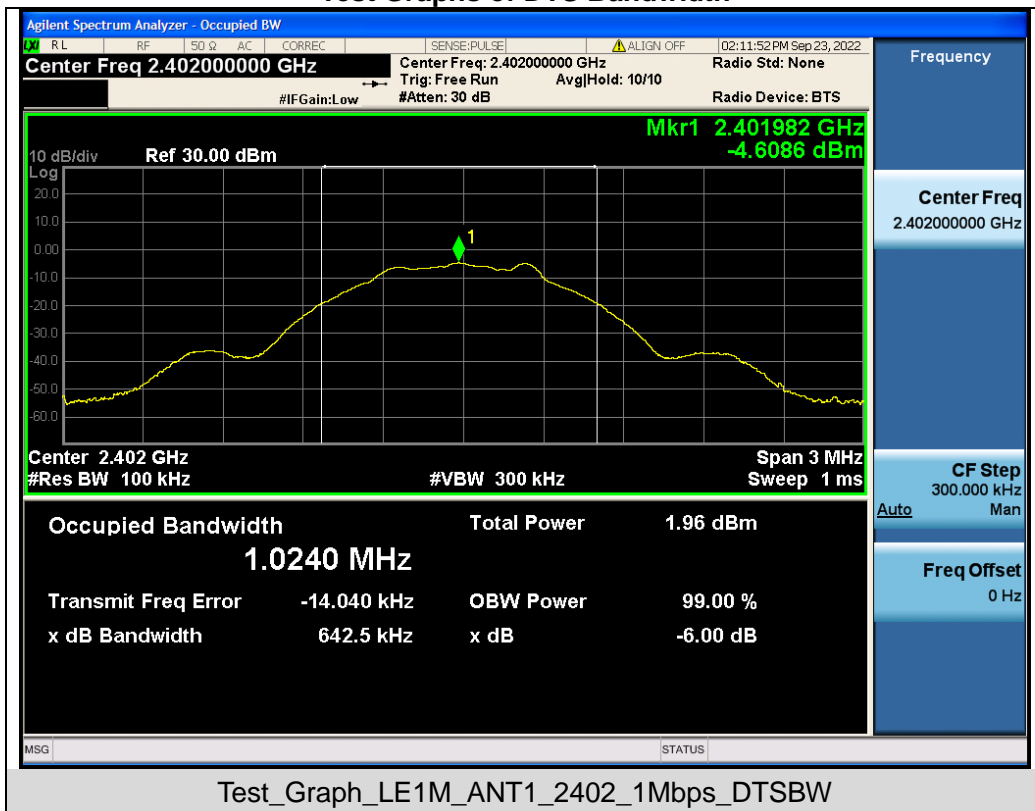 Test Graphs of DTS Bandwidth
Agilent Spectrum Analyzer - Occupied BW
LXI RL RF 50 Ω AC CORREC SENSE:PULSE ALIGN OFF 02:11:52 PM Sep 23, 2022
Center Freq 2.402000000 GHz
Center Freq: 2.402000000 GHz Radio Std: None
Trig: Free Run Avg|Hold: 10/10
#IFGain:Low #Atten: 30 dB Radio Device: BTS
Frequency
Mkr1 2.401982 GHz
-4.6086 dBm
10 dB/div Ref 30.00 dBm
Log
20.0
10.0
0.00
-10.0
-20.0
-30.0
-40.0
-50.0
-60.0
1
Center 2.402 GHz Span 3 MHz
#Res BW 100 kHz #VBW 300 kHz Sweep 1 ms
Center Freq
2.402000000 GHz
CF Step
300.000 kHz
Auto Man
Freq Offset
0 Hz
Occupied Bandwidth Total Power 1.96 dBm
1.0240 MHz
Transmit Freq Error -14.040 kHz OBW Power 99.00 %
x dB Bandwidth 642.5 kHz x dB -6.00 dB
MSG STATUS
Test_Graph_LE1M_ANT1_2402_1Mbps_DTSBW